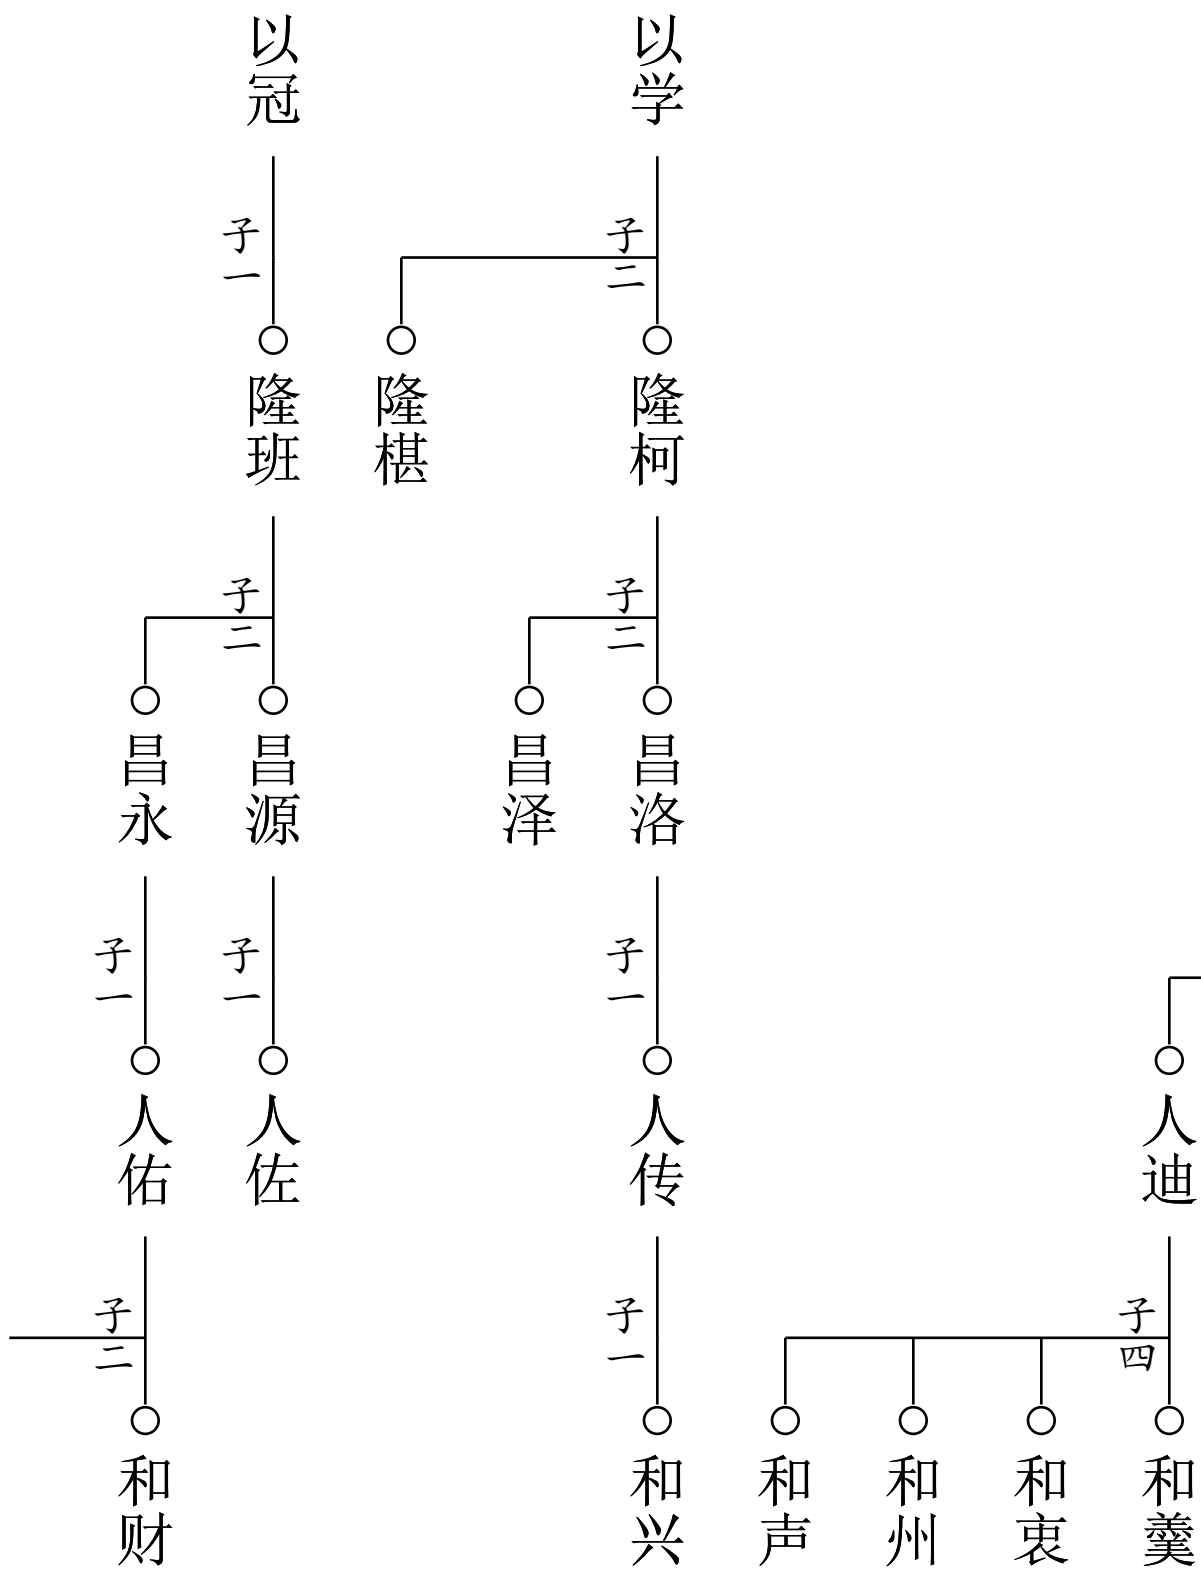 以学
子二
隆柯
隆椹
以冠
子一
隆班
子二
昌洛
昌泽
子二
昌源
昌永
子一
人迪
人传
子一
人佐
子一
人佑
子四
和羹
和衷
和州
和声
子一
和兴
子二
和财